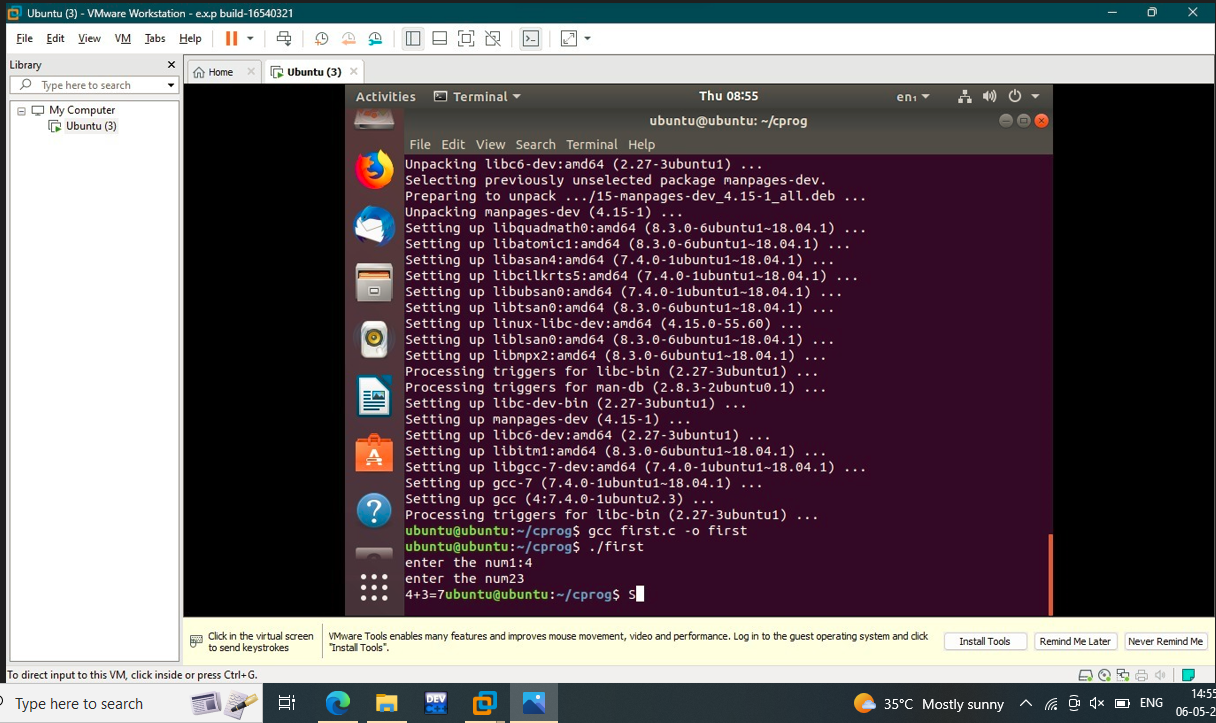 Ubuntu (3) - VMware Workstation - e.x.p build-16540321
File Edit View VM Tabs Help
Library
Type here to search
My Computer
Ubuntu (3)
Home
Ubuntu (3)
Activities Terminal Thu 08:55 en₁
ubuntu@ubuntu: ~/cprog
File Edit View Search Terminal Help
Unpacking libc6-dev:amd64 (2.27-3ubuntu1) ...
Selecting previously unselected package manpages-dev.
Preparing to unpack .../15-manpages-dev_4.15-1_all.deb ...
Unpacking manpages-dev (4.15-1) ...
Setting up libquadmath0:amd64 (8.3.0-6ubuntu1~18.04.1) ...
Setting up libatomic1:amd64 (8.3.0-6ubuntu1~18.04.1) ...
Setting up libasan4:amd64 (7.4.0-1ubuntu1~18.04.1) ...
Setting up libcilkrts5:amd64 (7.4.0-1ubuntu1~18.04.1) ...
Setting up libubsan0:amd64 (7.4.0-1ubuntu1~18.04.1) ...
Setting up libtsan0:amd64 (8.3.0-6ubuntu1~18.04.1) ...
Setting up linux-libc-dev:amd64 (4.15.0-55.60) ...
Setting up liblsan0:amd64 (8.3.0-6ubuntu1~18.04.1) ...
Setting up libmpx2:amd64 (8.3.0-6ubuntu1~18.04.1) ...
Processing triggers for libc-bin (2.27-3ubuntu1) ...
Processing triggers for man-db (2.8.3-2ubuntu0.1) ...
Setting up libc-dev-bin (2.27-3ubuntu1) ...
Setting up manpages-dev (4.15-1) ...
Setting up libc6-dev:amd64 (2.27-3ubuntu1) ...
Setting up libitm1:amd64 (8.3.0-6ubuntu1~18.04.1) ...
Setting up libgcc-7-dev:amd64 (7.4.0-1ubuntu1~18.04.1) ...
Setting up gcc-7 (7.4.0-1ubuntu1~18.04.1) ...
Setting up gcc (4:7.4.0-1ubuntu2.3) ...
Processing triggers for libc-bin (2.27-3ubuntu1) ...
ubuntu@ubuntu:~/cprog$ gcc first.c -o first
ubuntu@ubuntu:~/cprog$ ./first
enter the num1:4
enter the num23
4+3=7ubuntu@ubuntu:~/cprog$ S
Click in the virtual screen
to send keystrokes
VMware Tools enables many features and improves mouse movement, video and performance. Log in to the guest operating system and click
"Install Tools".
Install Tools
Remind Me Later
Never Remind Me
To direct input to this VM, click inside or press Ctrl+G.
Type here to search
DEV
35°C Mostly sunny
ENG
14:55
06-05-2